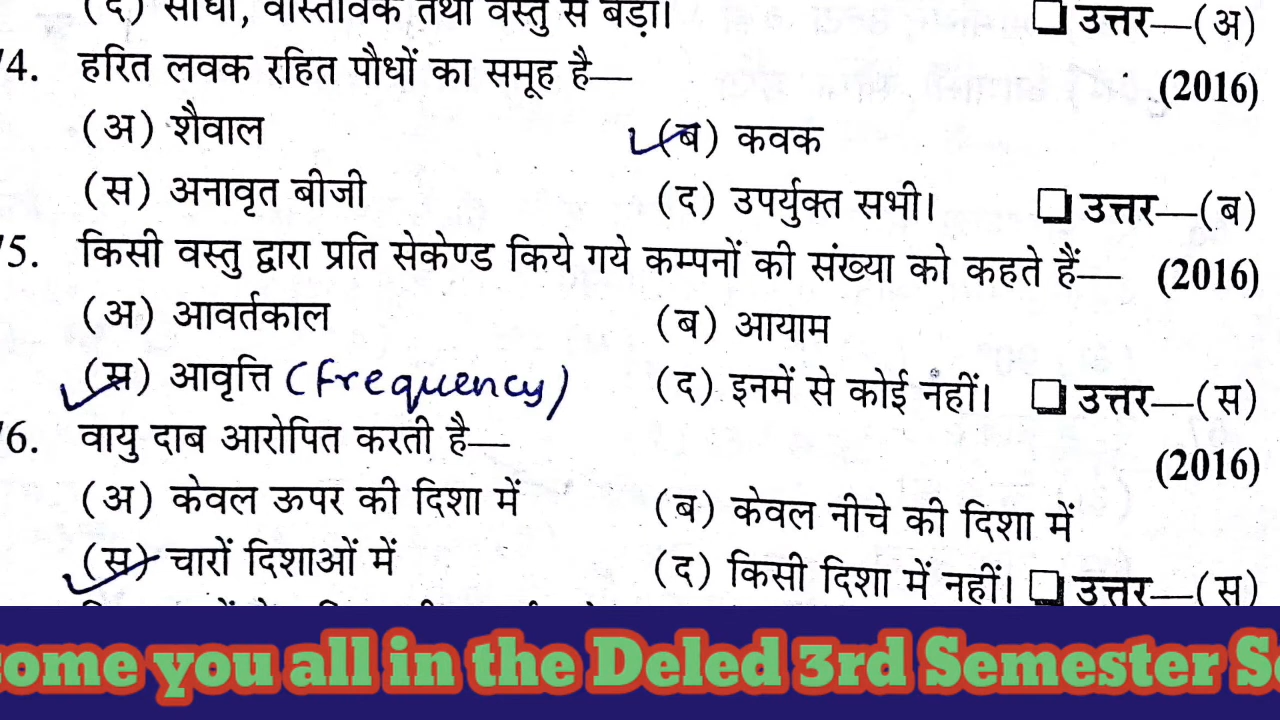 (द) सीधा, वास्तविक तथा वस्तु से बड़ा। उत्तर—(अ)
74. हरित लवक रहित पौधों का समूह है— (2016)
(अ) शैवाल (ब) कवक
(स) अनावृत बीजी (द) उपर्युक्त सभी। उत्तर—(ब)
75. किसी वस्तु द्वारा प्रति सेकेण्ड किये गये कम्पनों की संख्या को कहते हैं— (2016)
(अ) आवर्तकाल (ब) आयाम
(स) आवृत्ति (frequency) (द) इनमें से कोई नहीं। उत्तर—(स)
76. वायु दाब आरोपित करती है— (2016)
(अ) केवल ऊपर की दिशा में (ब) केवल नीचे की दिशा में
(स) चारों दिशाओं में (द) किसी दिशा में नहीं। उत्तर—(स)
come you all in the Deled 3rd Semester